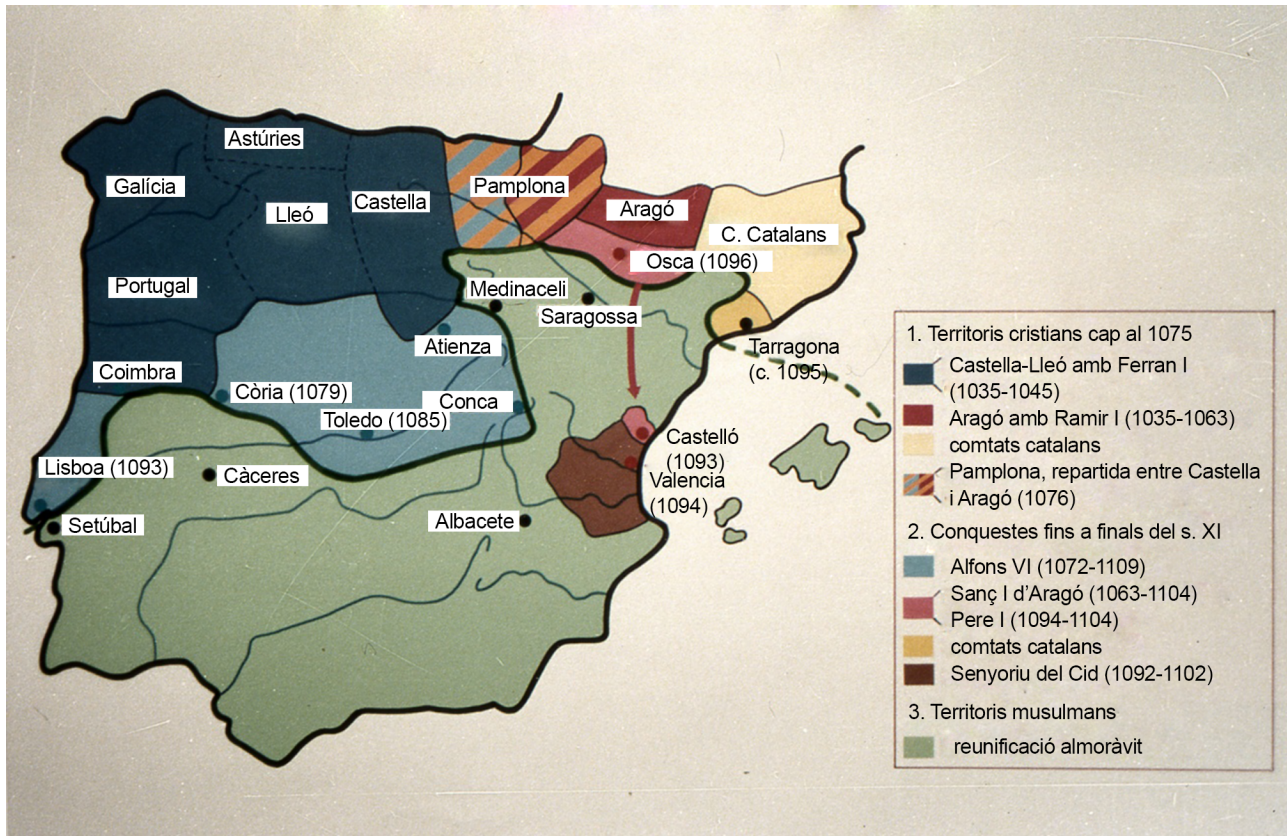 Astúries
Galícia
Lleó
Castella
Pamplona
Aragó
C. Catalans
Osca (1096)
Portugal
Medinaceli
Saragossa
Atienza
Tarragona
(c. 1095)
Coimbra
Còria (1079)
Conca
Toledo (1085)
Castelló
(1093)
Lisboa (1093)
Càceres
Valencia
(1094)
Setúbal
Albacete
1. Territoris cristians cap al 1075
Castella-Lleó amb Ferran I
(1035-1045)
Aragó amb Ramir I (1035-1063)
comtats catalans
Pamplona, repartida entre Castella
i Aragó (1076)
2. Conquestes fins a finals del s. XI
Alfons VI (1072-1109)
Sanç I d'Aragó (1063-1104)
Pere I (1094-1104)
comtats catalans
Senyoriu del Cid (1092-1102)
3. Territoris musulmans
reunificació almoràvit